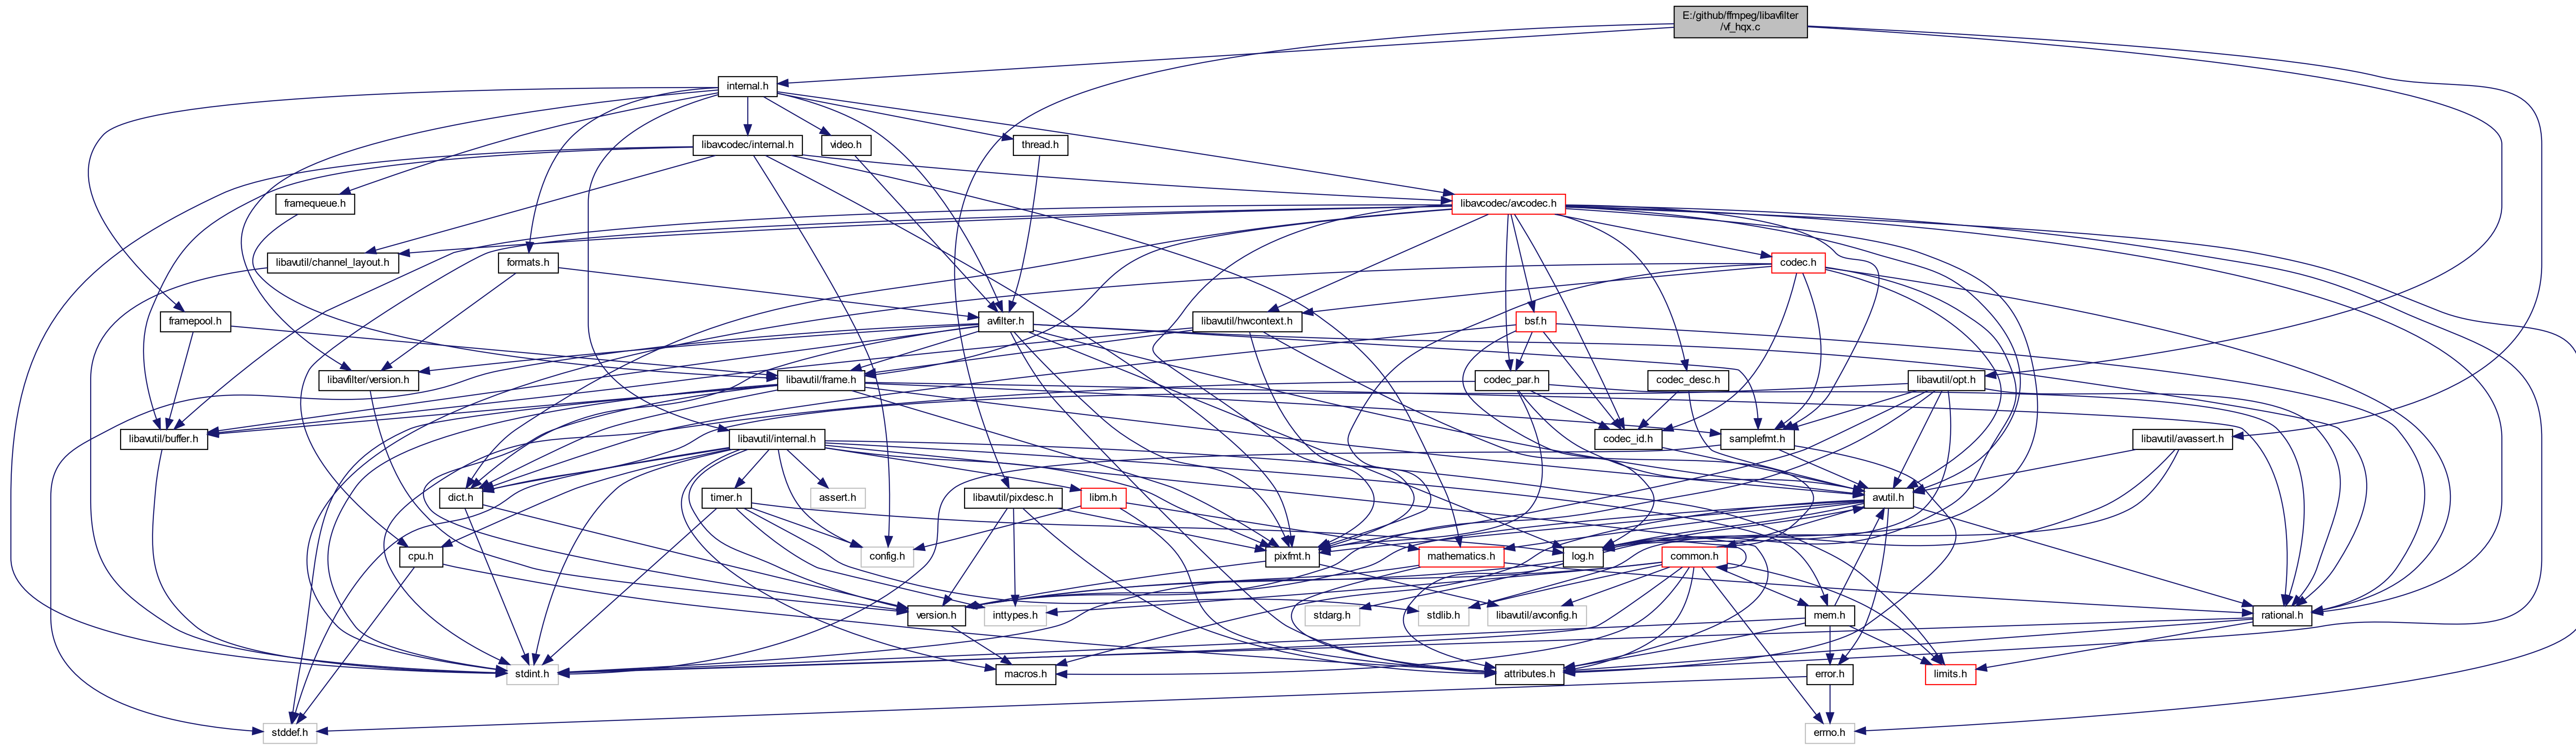 E:/github/ffmpeg/libavfilter
/vf_hqx.c
internal.h
libavcodec/internal.h
video.h
thread.h
framequeue.h
libavcodec/avcodec.h
libavutil/channel_layout.h
formats.h
codec.h
framepool.h
avfilter.h
libavutil/hwcontext.h
bsf.h
libavfilter/version.h
libavutil/frame.h
codec_par.h
codec_desc.h
libavutil/opt.h
libavutil/buffer.h
libavutil/internal.h
codec_id.h
samplefmt.h
libavutil/avassert.h
dict.h
timer.h
assert.h
libavutil/pixdesc.h
libm.h
avutil.h
cpu.h
config.h
pixfmt.h
mathematics.h
log.h
common.h
version.h
inttypes.h
stdarg.h
stdlib.h
libavutil/avconfig.h
mem.h
rational.h
stdint.h
macros.h
attributes.h
error.h
limits.h
stddef.h
errno.h